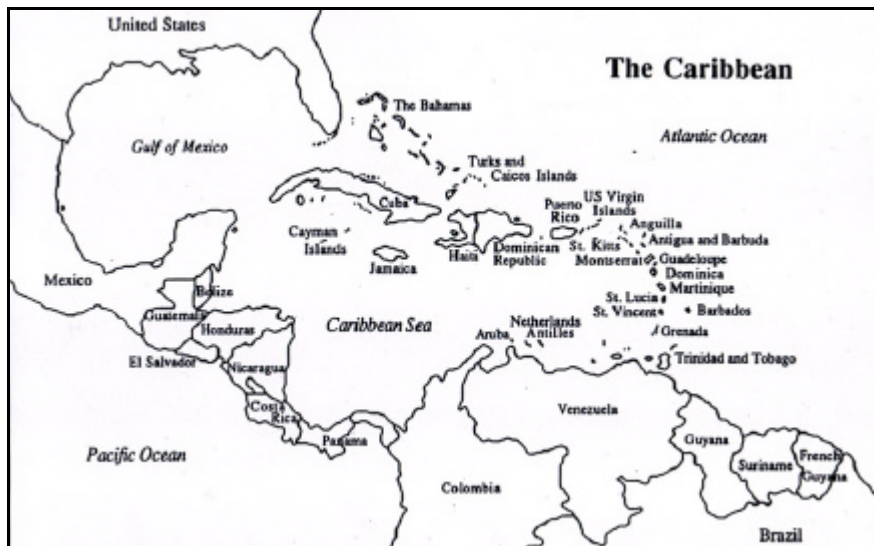 United States
The Caribbean
The Bahamas
Atlantic Ocean
Gulf of Mexico
Turks and
Caicos Islands
Cuba
Puerto
Rico
US Virgin
Islands
Anguilla
Cayman
Islands
Jamaica
Haiti
Dominican
Republic
St. Kitts
Antigua and Barbuda
Montserrat
Guadeloupe
Dominica
Mexico
Belize
Martinique
St. Lucia
St. Vincent
Barbados
Guatemala
Honduras
Caribbean Sea
Aruba
Netherlands
Antilles
Grenada
El Salvador
Nicaragua
Trinidad and Tobago
Costa
Rica
Panama
Venezuela
Guyana
Pacific Ocean
Colombia
Suriname
French
Guyana
Brazil